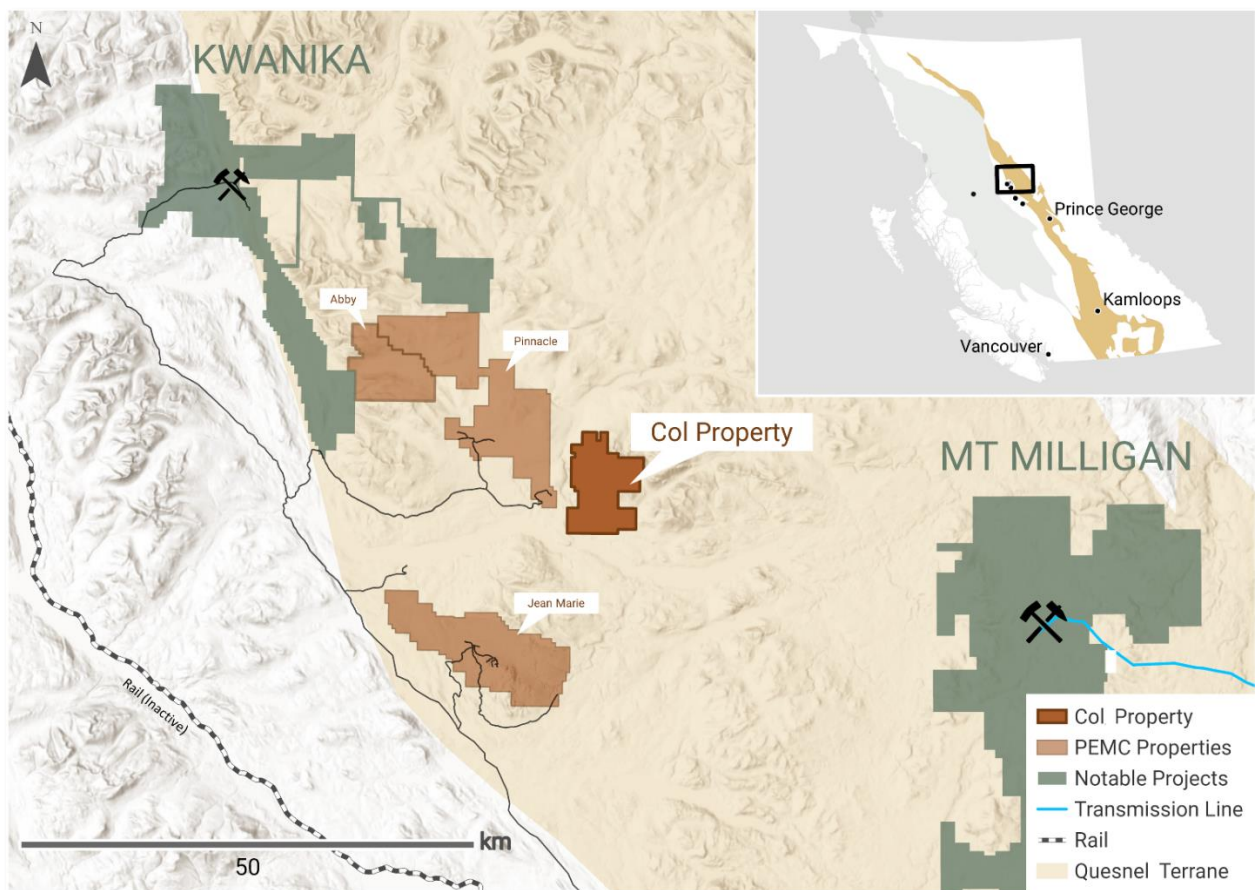 N
KWANIKA
Prince George
Kamloops
Vancouver
Abby
Pinnacle
Col Property
MT MILLIGAN
Jean Marie
Rail (Inactive)
km
50
Col Property
PEMC Properties
Notable Projects
Transmission Line
Rail
Quesnel Terrane